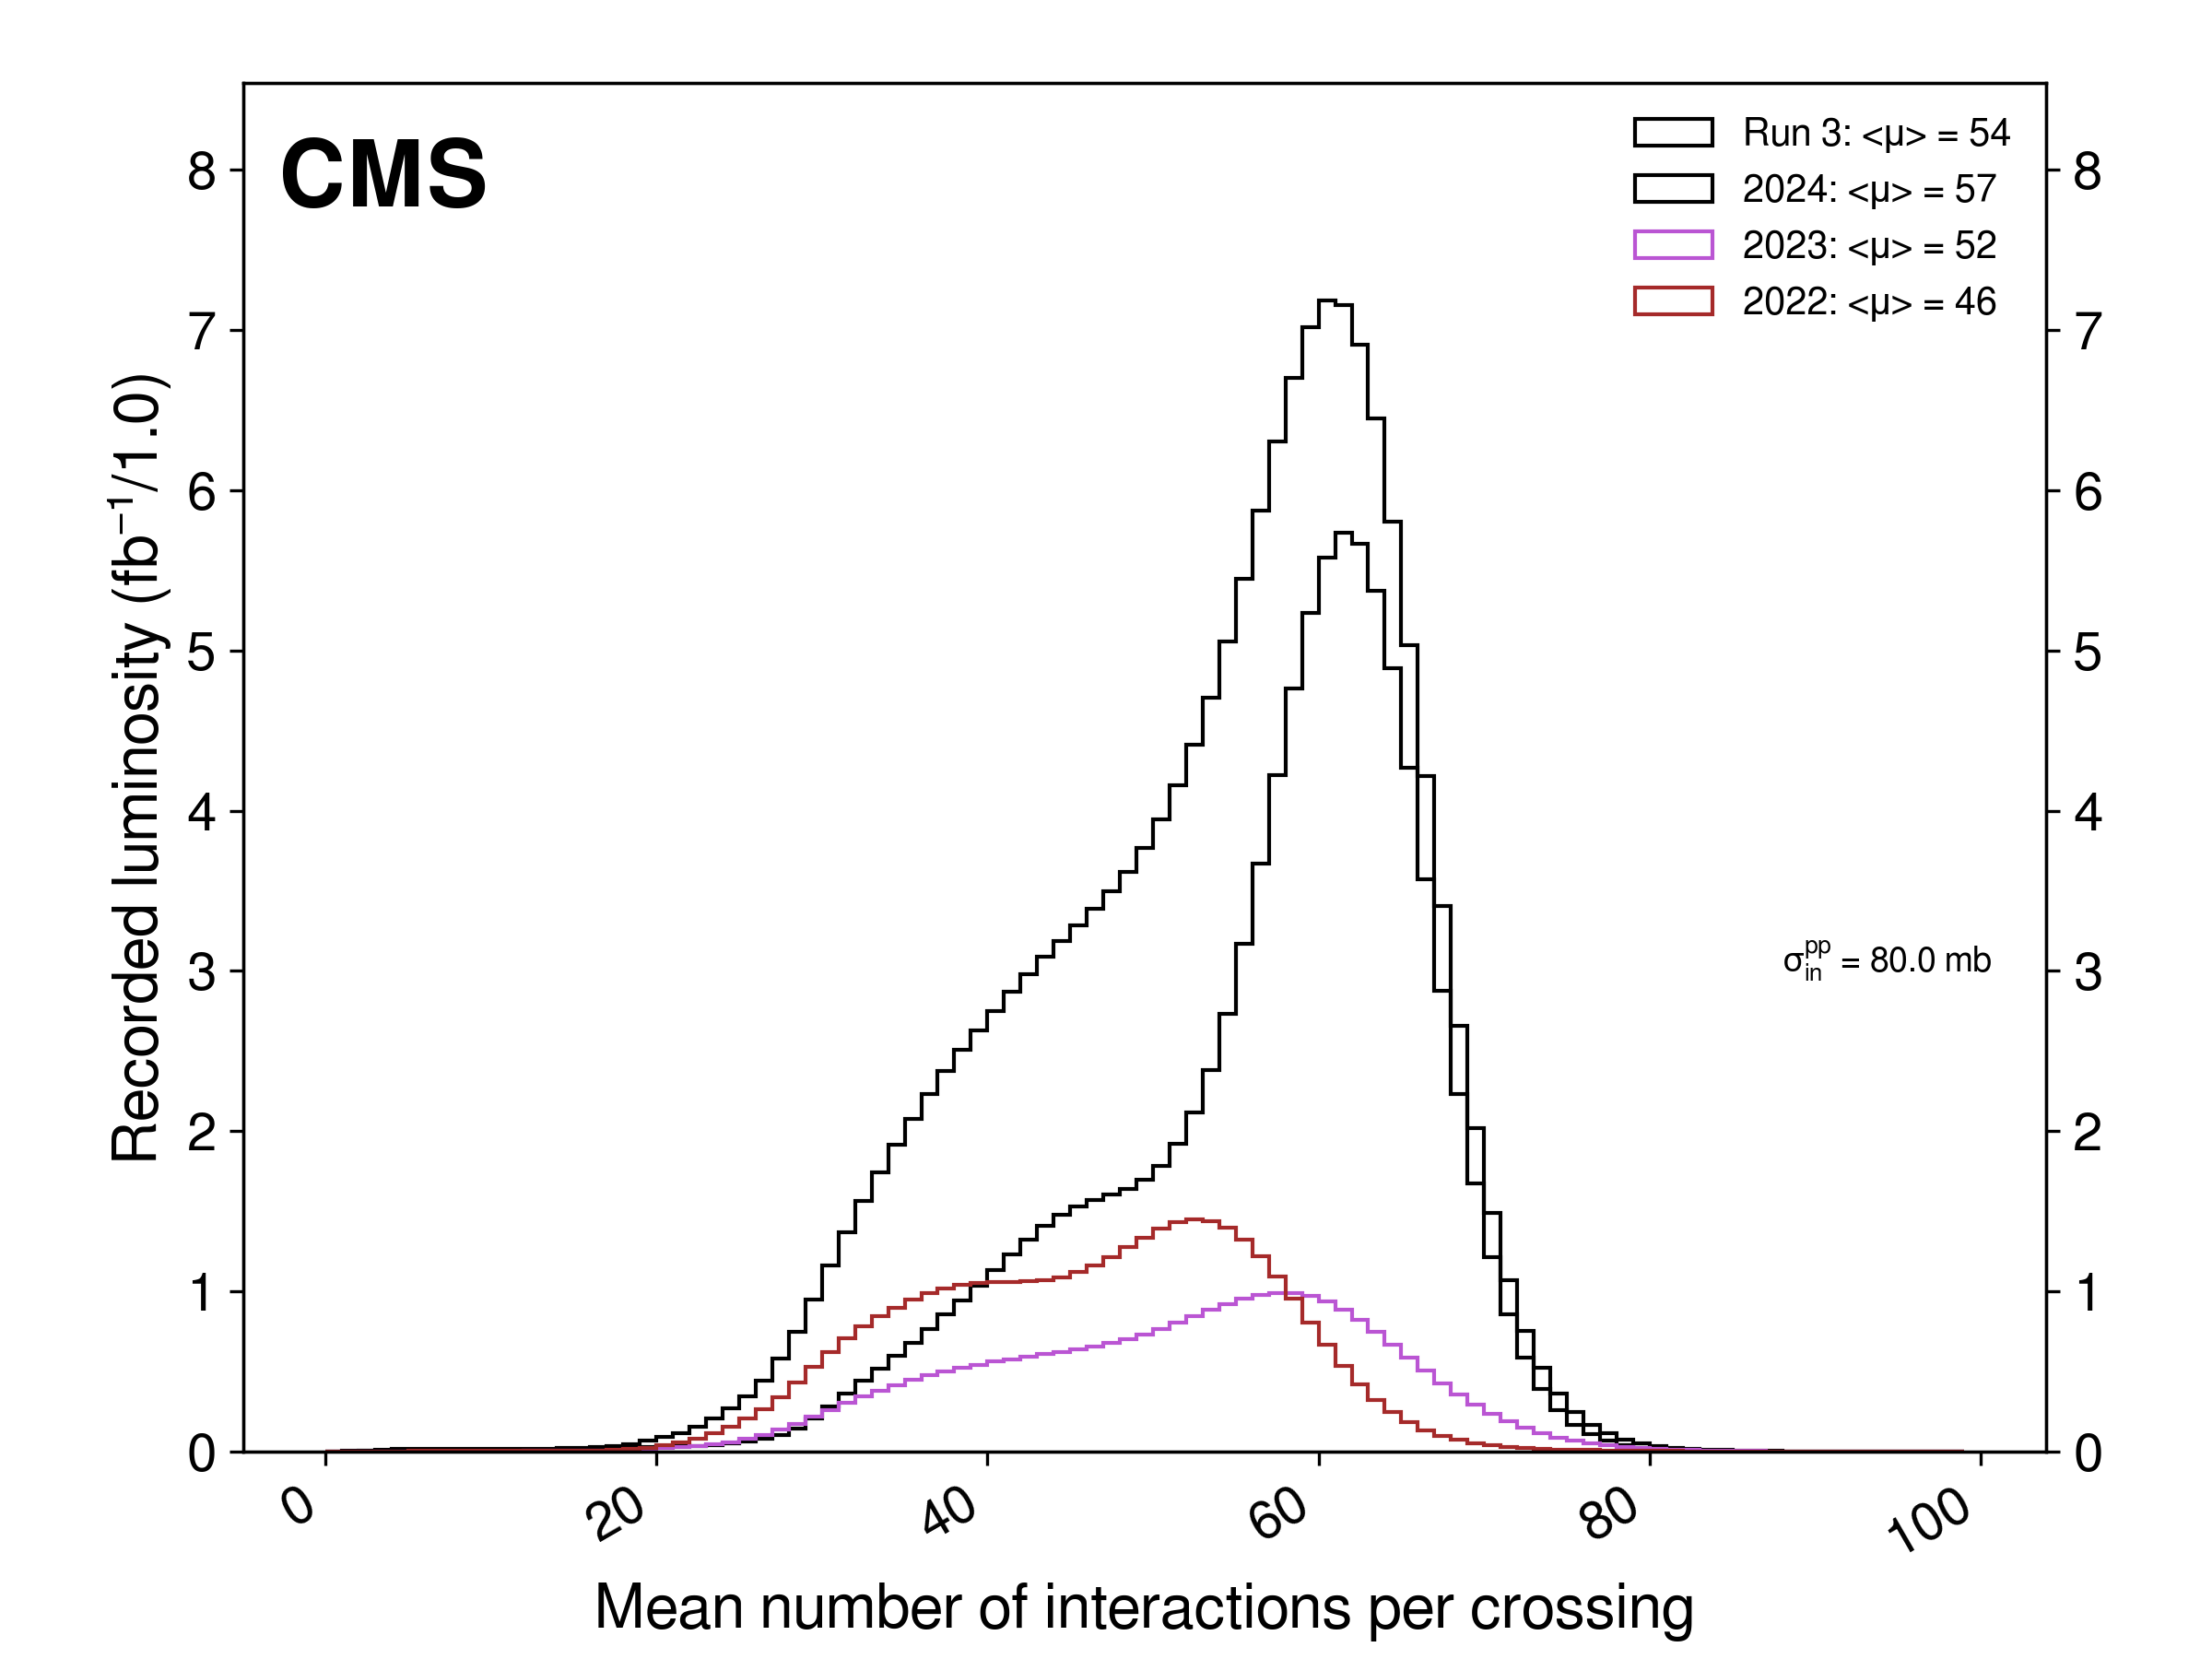 CMS
Run 3: <μ> = 54
2024: <μ> = 57
2023: <μ> = 52
2022: <μ> = 46
Recorded luminosity (fb⁻¹/1.0)
8
7
6
5
4
3
2
1
0
8
7
6
5
4
3
2
1
0
σ_in^pp = 80.0 mb
0 20 40 60 80 100
Mean number of interactions per crossing